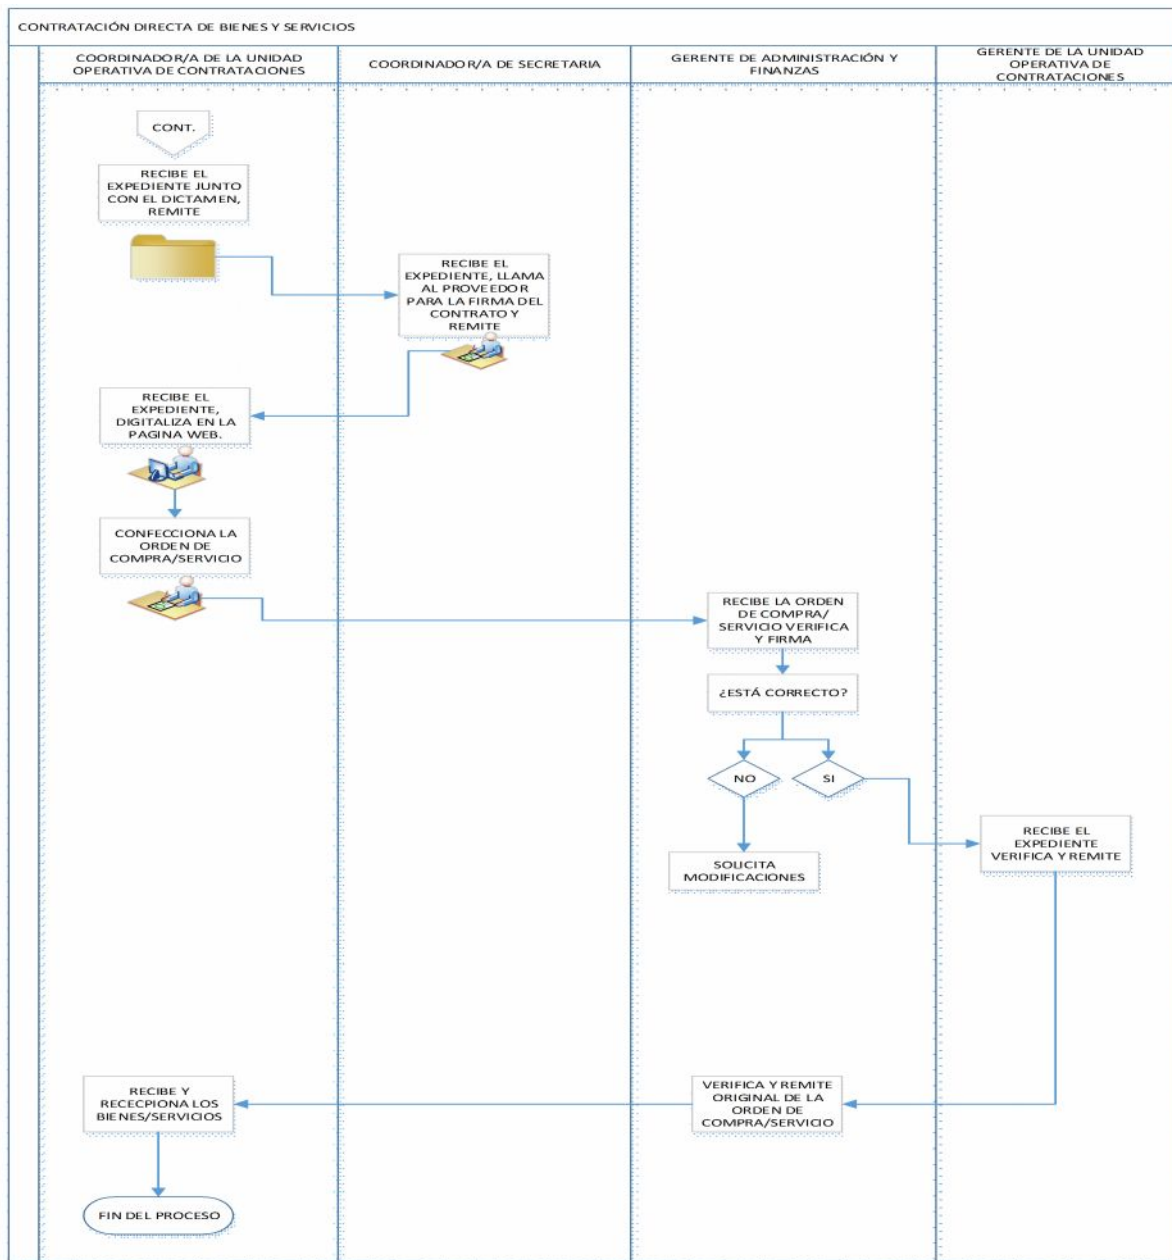 CONTRATACIÓN DIRECTA DE BIENES Y SERVICIOS
COORDINADOR/A DE LA UNIDAD
OPERATIVA DE CONTRATACIONES
COORDINADOR/A DE SECRETARIA
GERENTE DE ADMINISTRACIÓN Y
FINANZAS
GERENTE DE LA UNIDAD
OPERATIVA DE
CONTRATACIONES
CONT.
RECIBE EL
EXPEDIENTE JUNTO
CON EL DICTAMEN,
REMITE
RECIBE EL
EXPEDIENTE, LLAMA
AL PROVEEDOR
PARA LA FIRMA DEL
CONTRATO Y
REMITE
RECIBE EL
EXPEDIENTE,
DIGITALIZA EN LA
PAGINA WEB.
CONFECCIONA LA
ORDEN DE
COMPRA/SERVICIO
RECIBE LA ORDEN
DE COMPRA/
SERVICIO VERIFICA
Y FIRMA
¿ESTÁ CORRECTO?
NO
SI
SOLICITA
MODIFICACIONES
RECIBE EL
EXPEDIENTE
VERIFICA Y REMITE
VERIFICA Y REMITE
ORIGINAL DE LA
ORDEN DE
COMPRA/SERVICIO
RECIBE Y
RECECPIONA LOS
BIENES/SERVICIOS
FIN DEL PROCESO